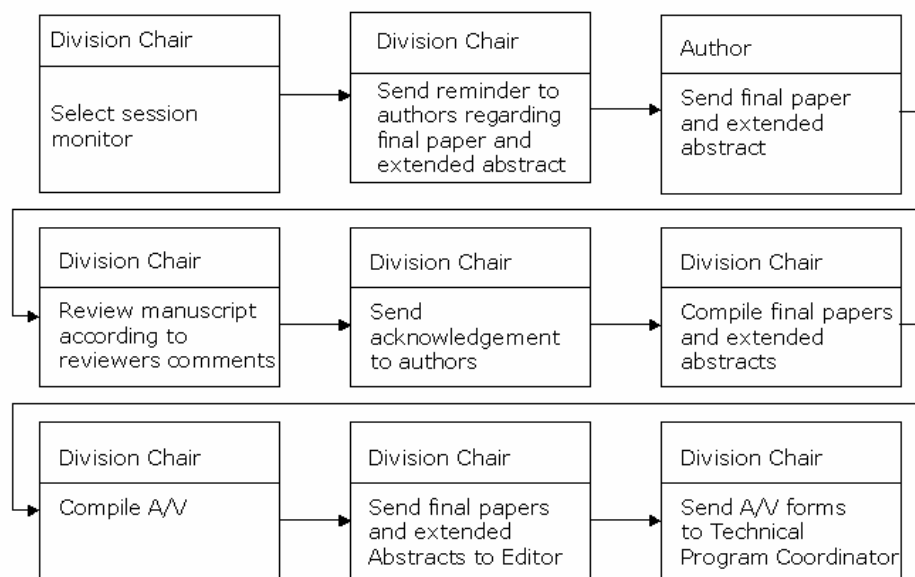 Division Chair
Select session
monitor
Division Chair
Send reminder to
authors regarding
final paper and
extended abstract
Author
Send final paper
and extended
abstract
Division Chair
Review manuscript
according to
reviewers comments
Division Chair
Send
acknowledgement
to authors
Division Chair
Compile final papers
and extended
abstracts
Division Chair
Compile A/V
Division Chair
Send final papers
and extended
Abstracts to Editor
Division Chair
Send A/V forms
to Technical
Program Coordinator